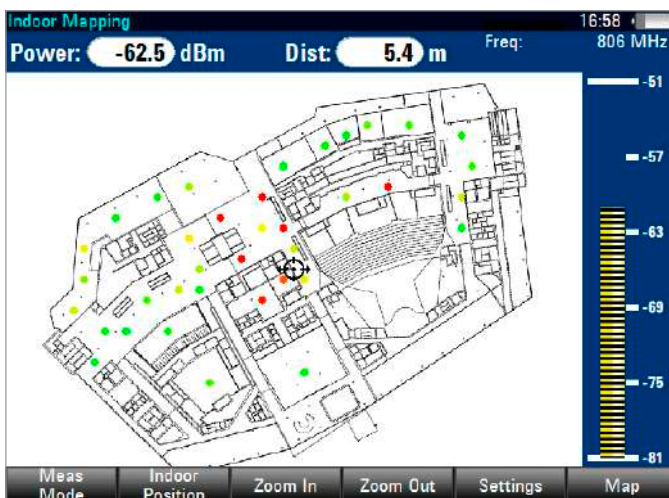 Indoor Mapping 16:58
Power: -62.5 dBm Dist: 5.4 m Freq: 806 MHz
-51
-57
-63
-69
-75
-81
Meas Mode Indoor Position Zoom In Zoom Out Settings Map